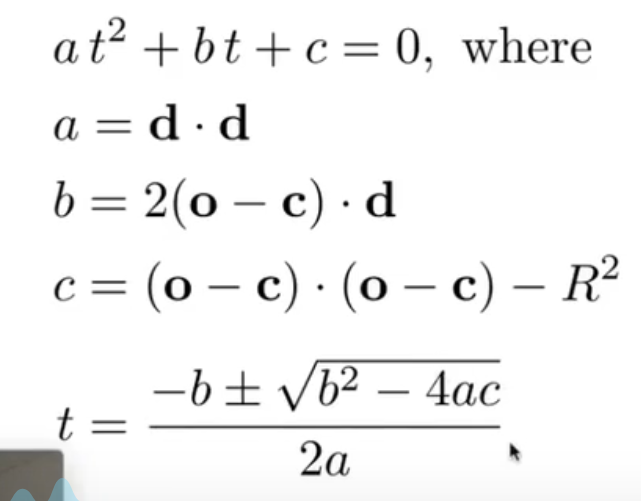 a t² + b t + c = 0, where
a = d · d
b = 2(o − c) · d
c = (o − c) · (o − c) − R²
t = (−b ± √(b² − 4ac)) / 2a